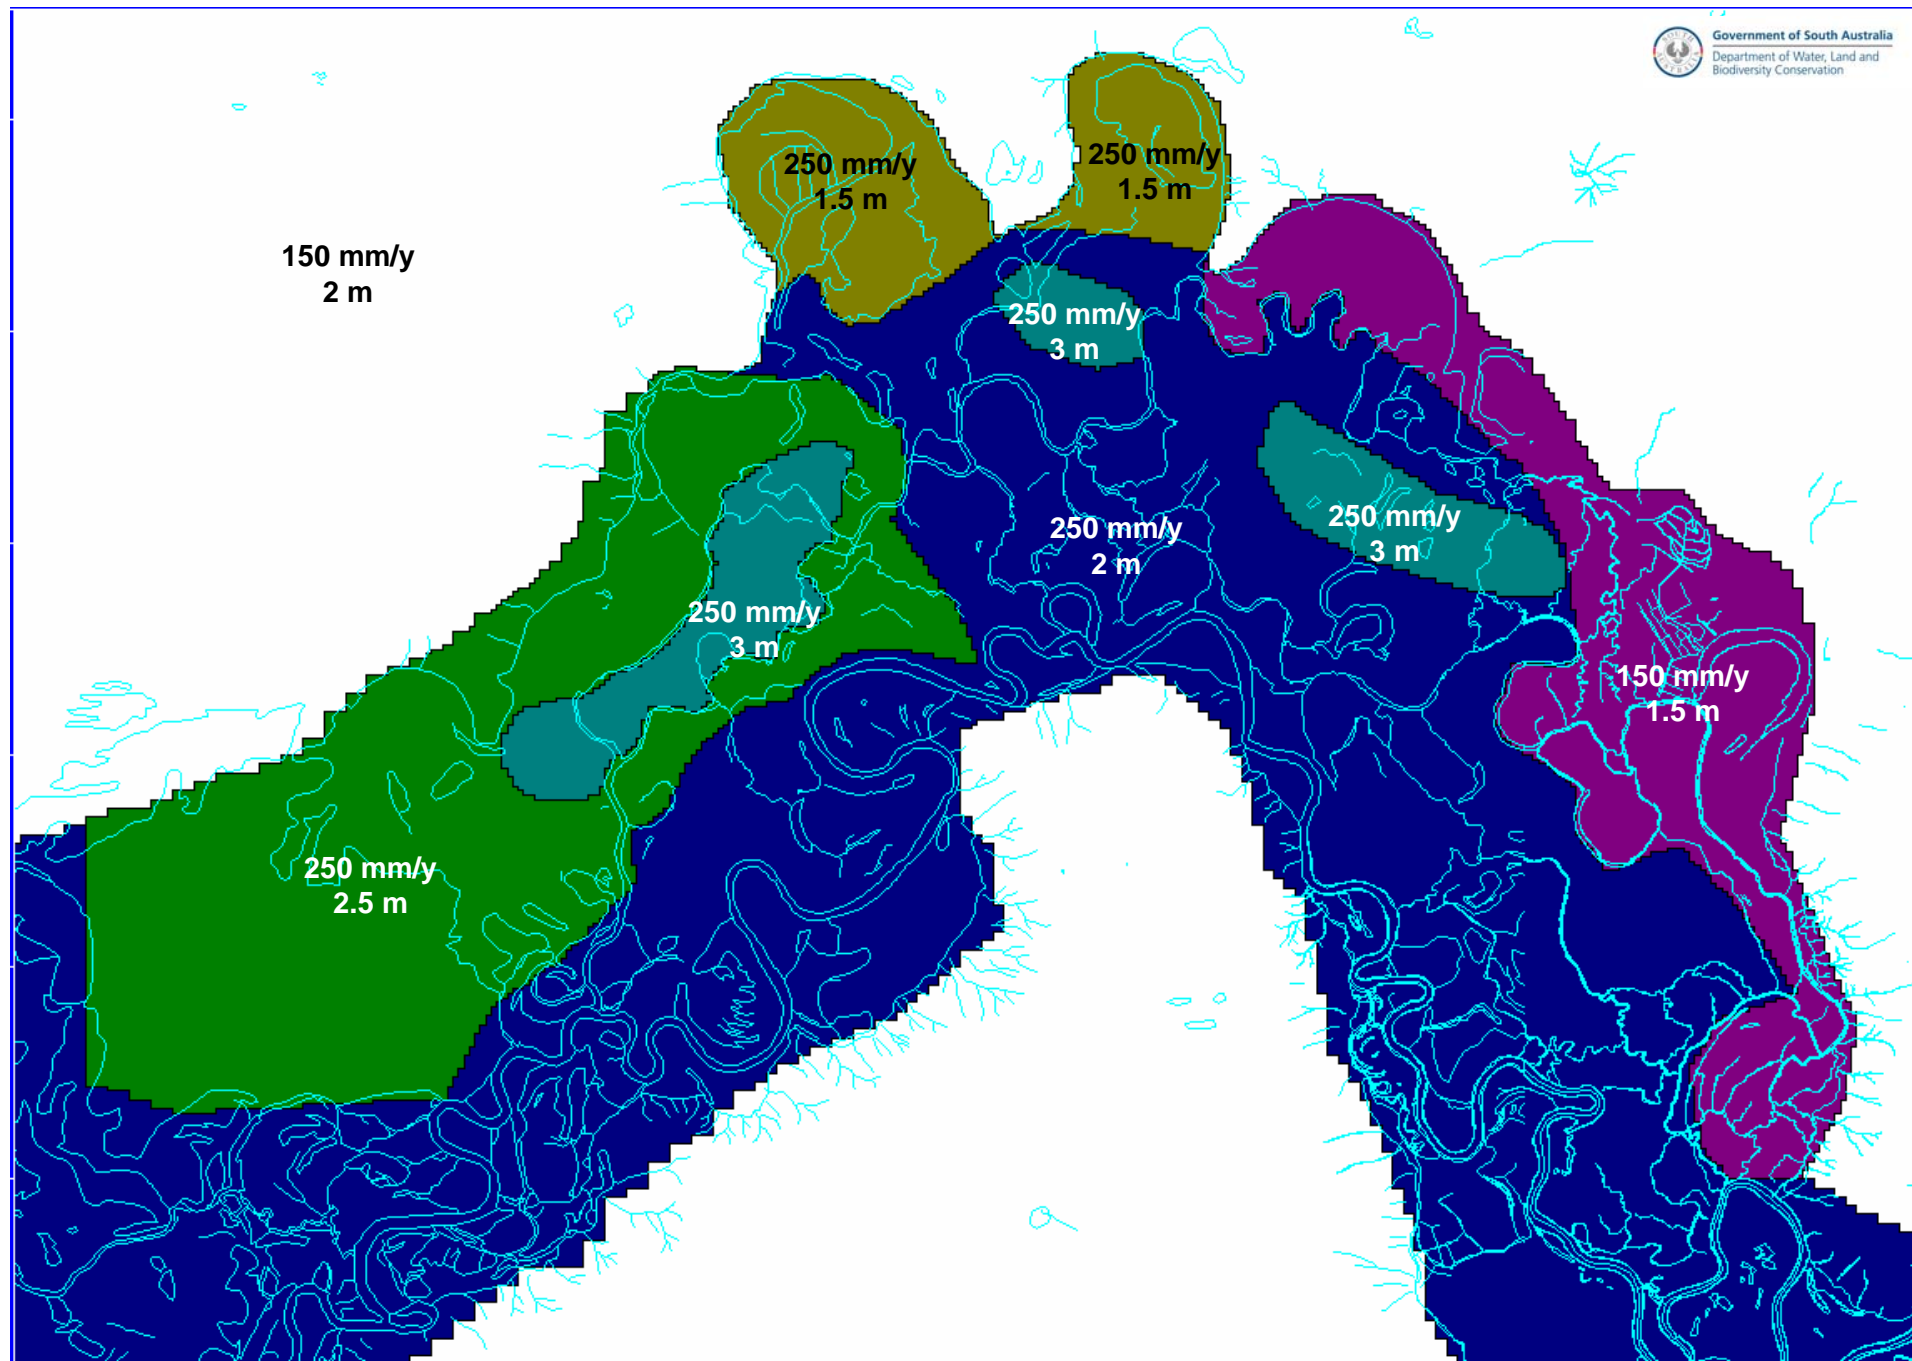 Government of South Australia
Department of Water, Land and
Biodiversity Conservation
250 mm/y
1.5 m
250 mm/y
1.5 m
150 mm/y
2 m
250 mm/y
3 m
250 mm/y
2 m
250 mm/y
3 m
250 mm/y
3 m
150 mm/y
1.5 m
250 mm/y
2.5 m